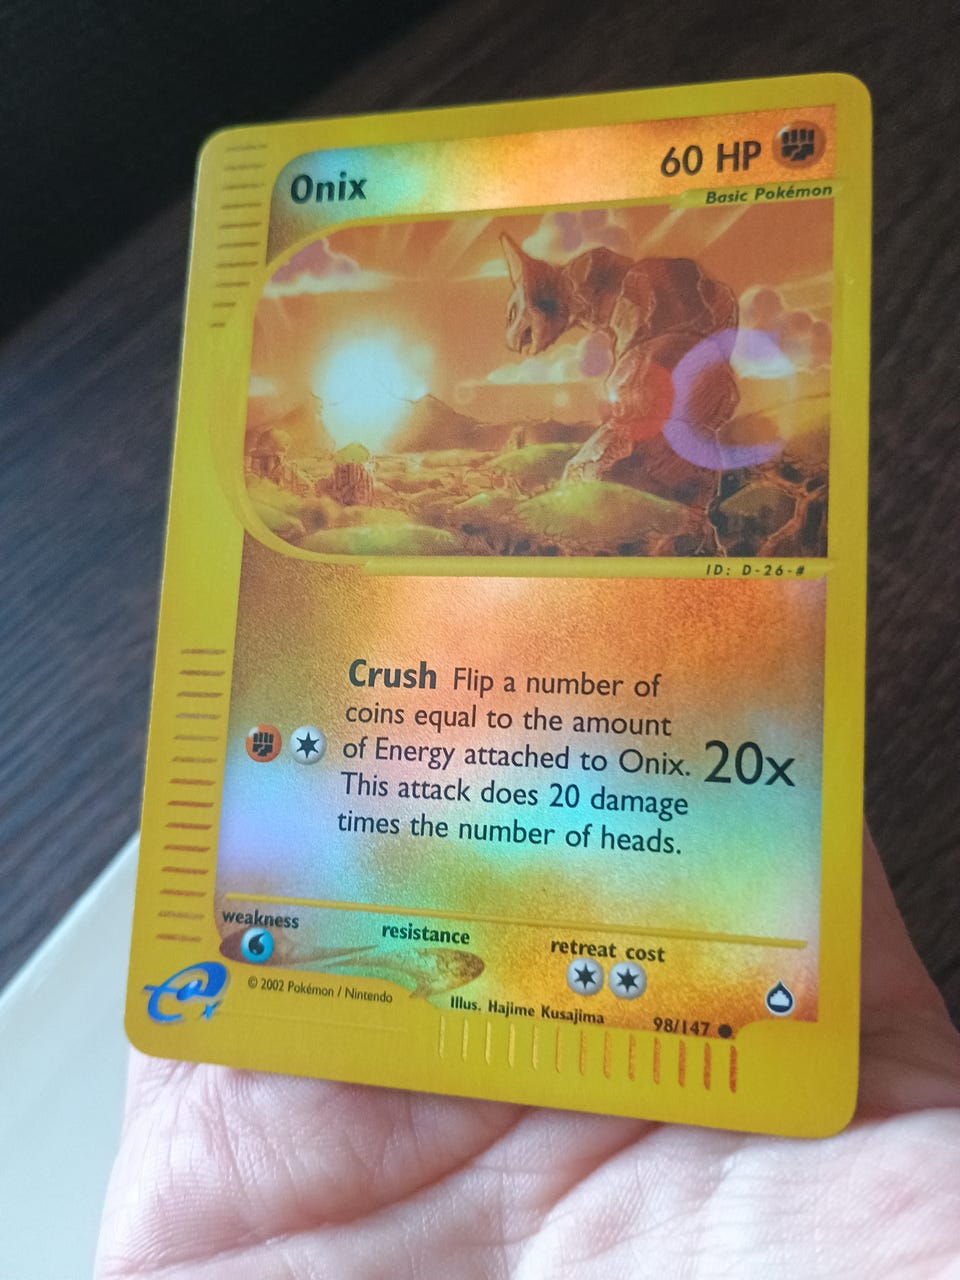 Onix
60 HP
Basic Pokémon
ID: D-26-#
Crush Flip a number of
coins equal to the amount
of Energy attached to Onix.
This attack does 20 damage
times the number of heads.
20x
weakness
resistance
retreat cost
e
x
© 2002 Pokémon / Nintendo
Illus. Hajime Kusajima
98/147